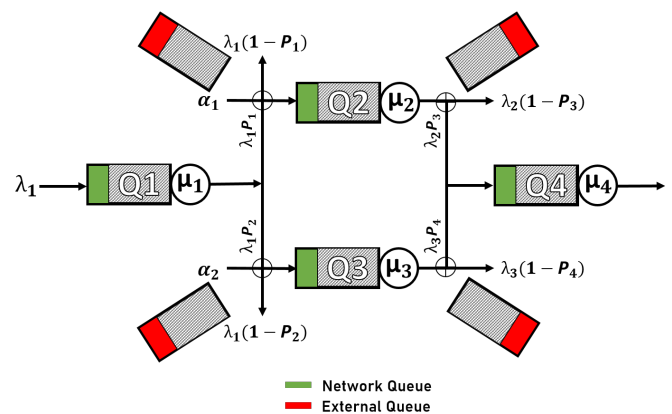 λ₁(1− P₁)
α₁
λ₁P₁
Q2
μ₂
λ₂P₃
λ₂(1− P₃)
λ₁
Q1
μ₁
Q4
μ₄
λ₁P₂
λ₃P₄
α₂
Q3
μ₃
λ₃(1− P₄)
λ₁(1− P₂)
Network Queue
External Queue